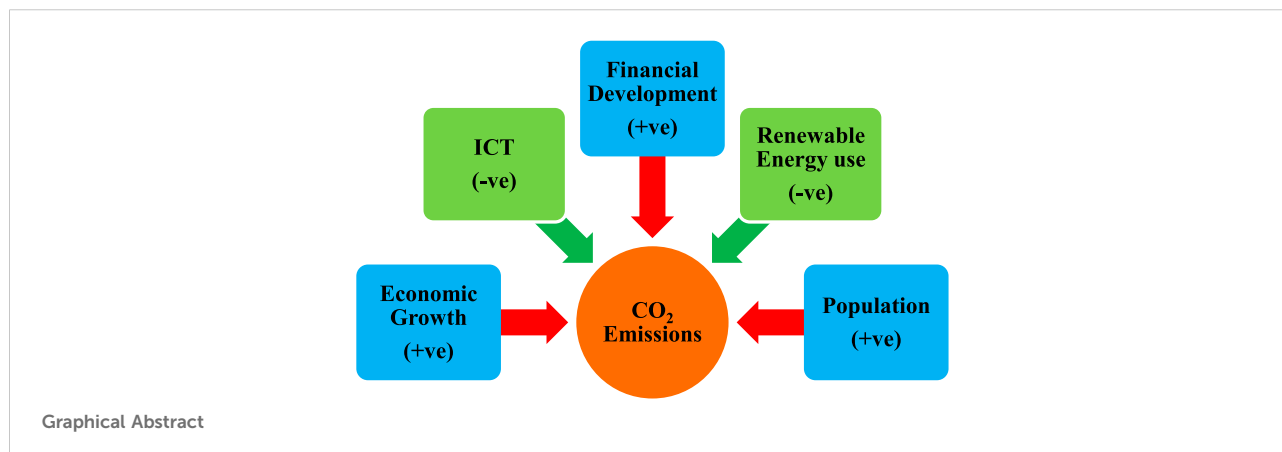 Financial
Development
(+ve)
ICT
(-ve)
Renewable
Energy use
(-ve)
Economic
Growth
(+ve)
CO₂
Emissions
Population
(+ve)
Graphical Abstract